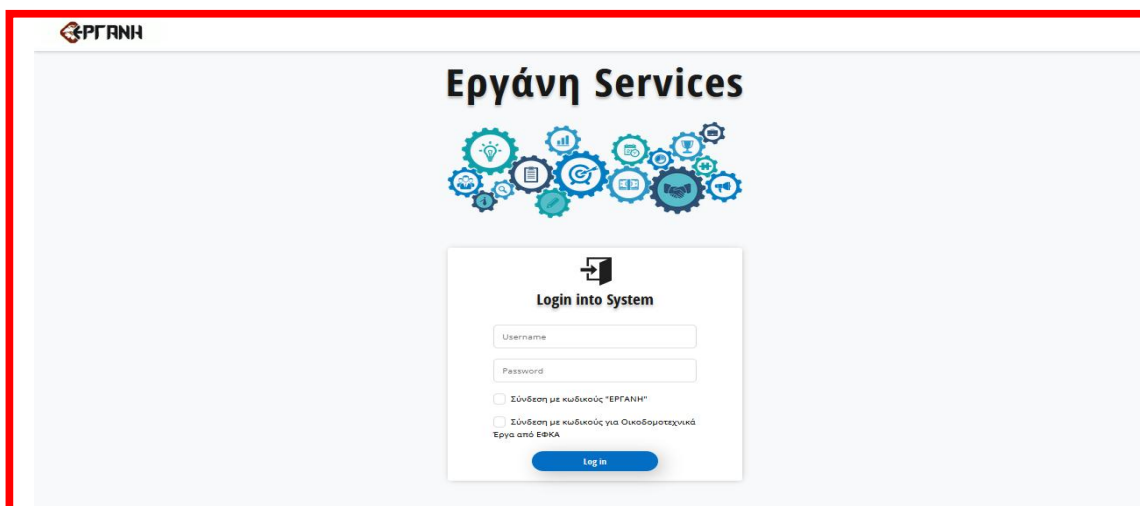 ΕΡΓΑΝΗ
Εργάνη Services
Login into System
Username
Password
Σύνδεση με κωδικούς "ΕΡΓΑΝΗ"
Σύνδεση με κωδικούς για Οικοδομοτεχνικά
Έργα από ΕΦΚΑ
Log in